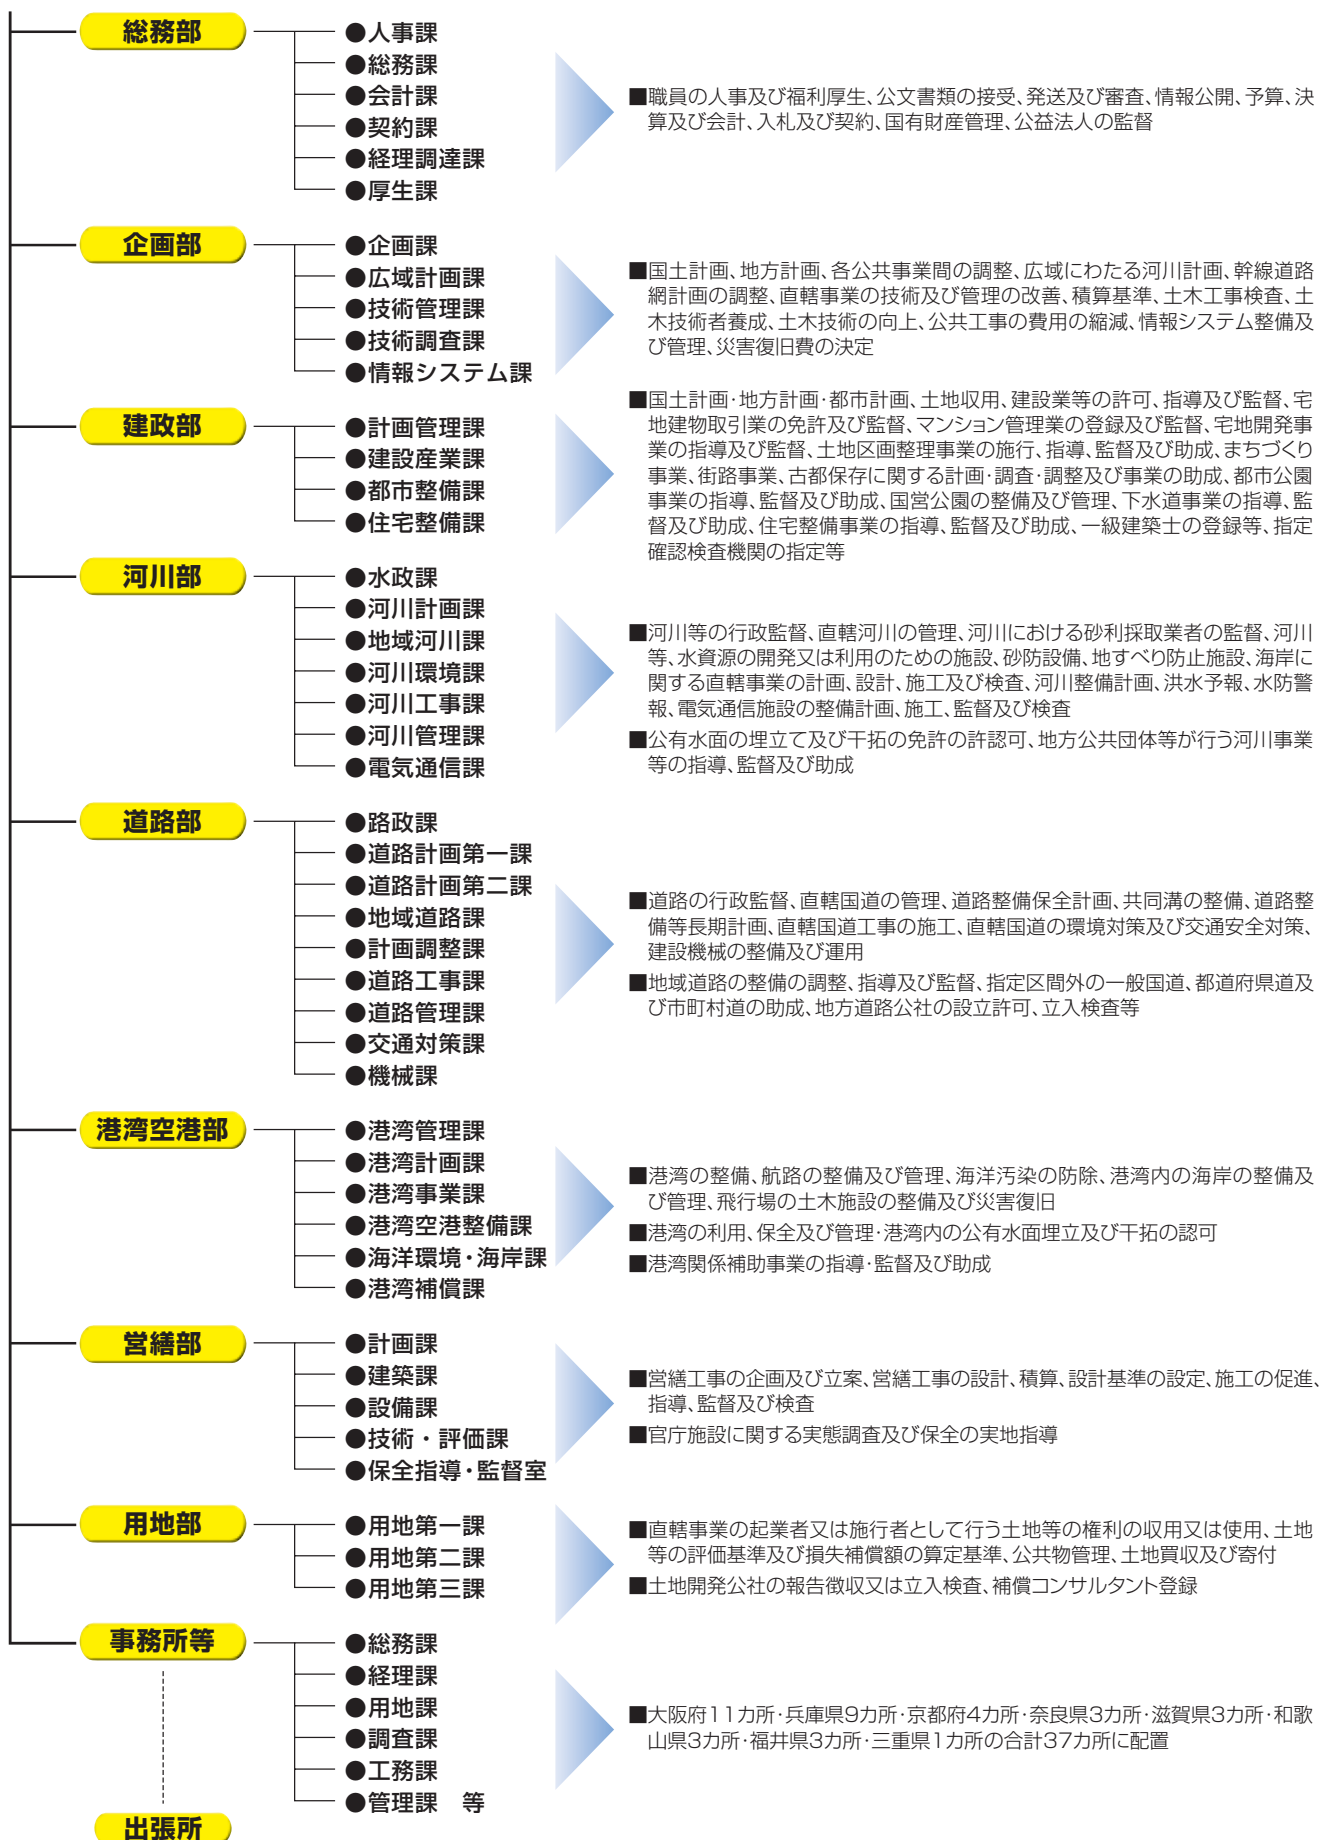 総務部
●人事課
●総務課
●会計課
●契約課
●経理調達課
●厚生課
■職員の人事及び福利厚生、公文書類の接受、発送及び審査、情報公開、予算、決
算及び会計、入札及び契約、国有財産管理、公益法人の監督
企画部
●企画課
●広域計画課
●技術管理課
●技術調査課
●情報システム課
■国土計画、地方計画、各公共事業間の調整、広域にわたる河川計画、幹線道路
網計画の調整、直轄事業の技術及び管理の改善、積算基準、土木工事検査、土
木技術者養成、土木技術の向上、公共工事の費用の縮減、情報システム整備及
び管理、災害復旧費の決定
建政部
●計画管理課
●建設産業課
●都市整備課
●住宅整備課
■国土計画・地方計画・都市計画、土地収用、建設業等の許可、指導及び監督、宅
地建物取引業の免許及び監督、マンション管理業の登録及び監督、宅地開発事
業の指導及び監督、土地区画整理事業の施行、指導、監督及び助成、まちづくり
事業、街路事業、古都保存に関する計画・調査・調整及び事業の助成、都市公園
事業の指導、監督及び助成、国営公園の整備及び管理、下水道事業の指導、監
督及び助成、住宅整備事業の指導、監督及び助成、一級建築士の登録等、指定
確認検査機関の指定等
河川部
●水政課
●河川計画課
●地域河川課
●河川環境課
●河川工事課
●河川管理課
●電気通信課
■河川等の行政監督、直轄河川の管理、河川における砂利採取業者の監督、河川
等、水資源の開発又は利用のための施設、砂防設備、地すべり防止施設、海岸に
関する直轄事業の計画、設計、施工及び検査、河川整備計画、洪水予報、水防警
報、電気通信施設の整備計画、施工、監督及び検査
■公有水面の埋立て及び干拓の免許の許認可、地方公共団体等が行う河川事業
等の指導、監督及び助成
道路部
●路政課
●道路計画第一課
●道路計画第二課
●地域道路課
●計画調整課
●道路工事課
●道路管理課
●交通対策課
●機械課
■道路の行政監督、直轄国道の管理、道路整備保全計画、共同溝の整備、道路整
備等長期計画、直轄国道工事の施工、直轄国道の環境対策及び交通安全対策、
建設機械の整備及び運用
■地域道路の整備の調整、指導及び監督、指定区間外の一般国道、都道府県道及
び市町村道の助成、地方道路公社の設立許可、立入検査等
港湾空港部
●港湾管理課
●港湾計画課
●港湾事業課
●港湾空港整備課
●海洋環境・海岸課
●港湾補償課
■港湾の整備、航路の整備及び管理、海洋汚染の防除、港湾内の海岸の整備及
び管理、飛行場の土木施設の整備及び災害復旧
■港湾の利用、保全及び管理・港湾内の公有水面埋立及び干拓の認可
■港湾関係補助事業の指導・監督及び助成
営繕部
●計画課
●建築課
●設備課
●技術・評価課
●保全指導・監督室
■営繕工事の企画及び立案、営繕工事の設計、積算、設計基準の設定、施工の促進、
指導、監督及び検査
■官庁施設に関する実態調査及び保全の実地指導
用地部
●用地第一課
●用地第二課
●用地第三課
■直轄事業の起業者又は施行者として行う土地等の権利の収用又は使用、土地
等の評価基準及び損失補償額の算定基準、公共物管理、土地買収及び寄付
■土地開発公社の報告徴収又は立入検査、補償コンサルタント登録
事務所等
●総務課
●経理課
●用地課
●調査課
●工務課
●管理課　等
■大阪府11カ所・兵庫県9カ所・京都府4カ所・奈良県3カ所・滋賀県3カ所・和歌
山県3カ所・福井県3カ所・三重県1カ所の合計37カ所に配置
出張所